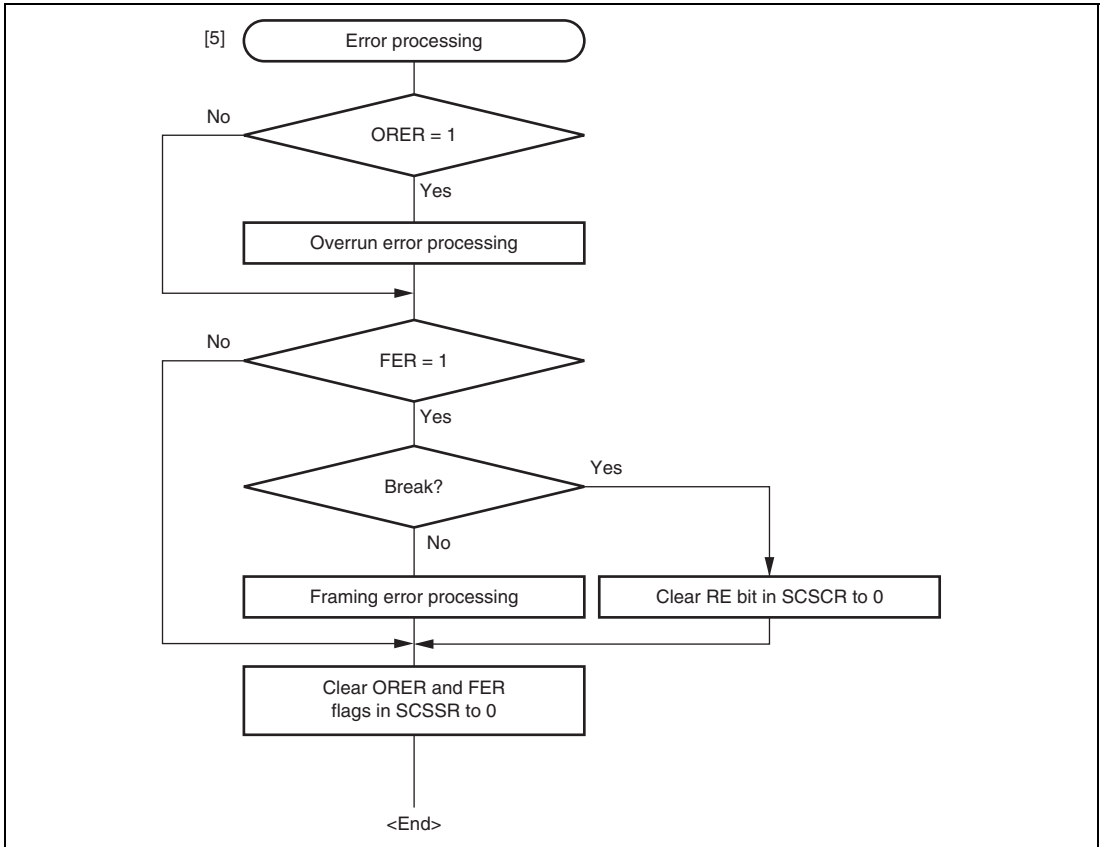 [5] Error processing
No
ORER = 1
Yes
Overrun error processing
No
FER = 1
Yes
Yes
Break?
No
Framing error processing
Clear RE bit in SCSCR to 0
Clear ORER and FER
flags in SCSSR to 0
<End>